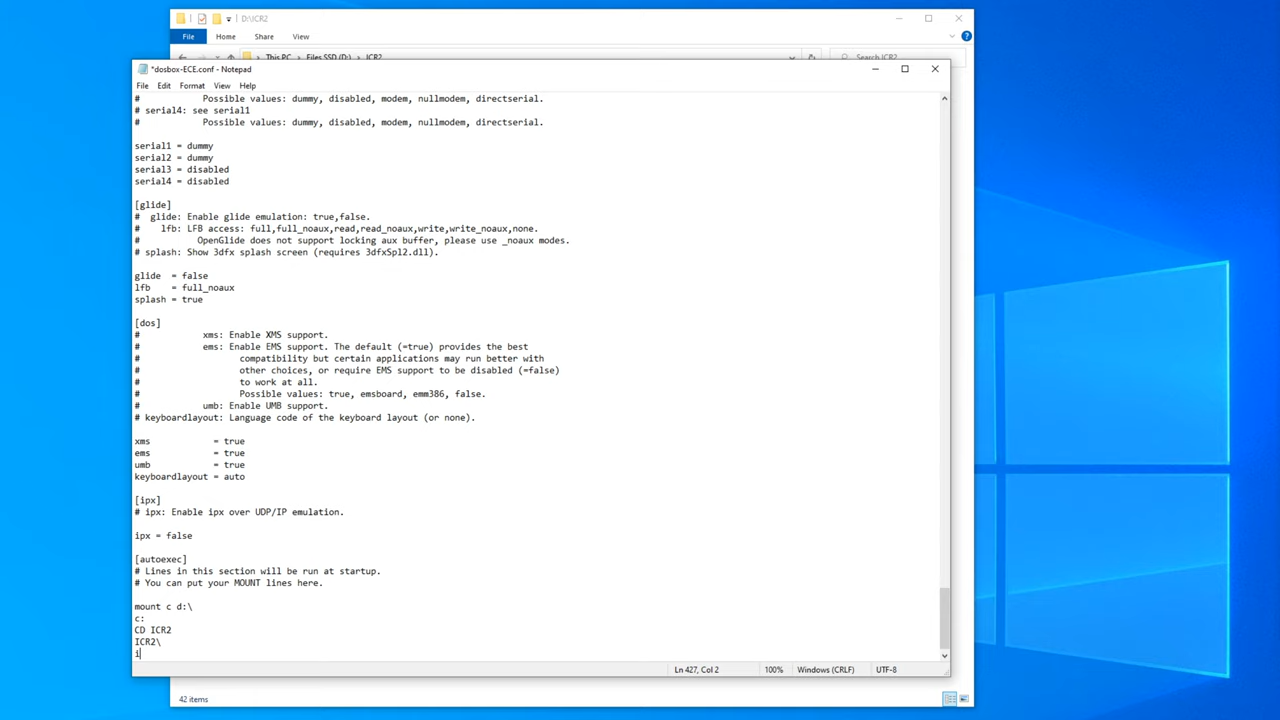 D:\ICR2
File Home Share View
This PC Files SSD (D:) ICR2 Search ICR2
*dosbox-ECE.conf - Notepad
File Edit Format View Help
# Possible values: dummy, disabled, modem, nullmodem, directserial.
# serial4: see serial1
# Possible values: dummy, disabled, modem, nullmodem, directserial.
serial1 = dummy
serial2 = dummy
serial3 = disabled
serial4 = disabled
[glide]
# glide: Enable glide emulation: true,false.
# lfb: LFB access: full,full_noaux,read,read_noaux,write,write_noaux,none.
# OpenGlide does not support locking aux buffer, please use _noaux modes.
# splash: Show 3dfx splash screen (requires 3dfxSpl2.dll).
glide = false
lfb = full_noaux
splash = true
[dos]
# xms: Enable XMS support.
# ems: Enable EMS support. The default (=true) provides the best
# compatibility but certain applications may run better with
# other choices, or require EMS support to be disabled (=false)
# to work at all.
# Possible values: true, emsboard, emm386, false.
# umb: Enable UMB support.
# keyboardlayout: Language code of the keyboard layout (or none).
xms = true
ems = true
umb = true
keyboardlayout = auto
[ipx]
# ipx: Enable ipx over UDP/IP emulation.
ipx = false
[autoexec]
# Lines in this section will be run at startup.
# You can put your MOUNT lines here.
mount c d:\
c:
CD ICR2
ICR2\
i
Ln 427, Col 2 100% Windows (CRLF) UTF-8
42 items